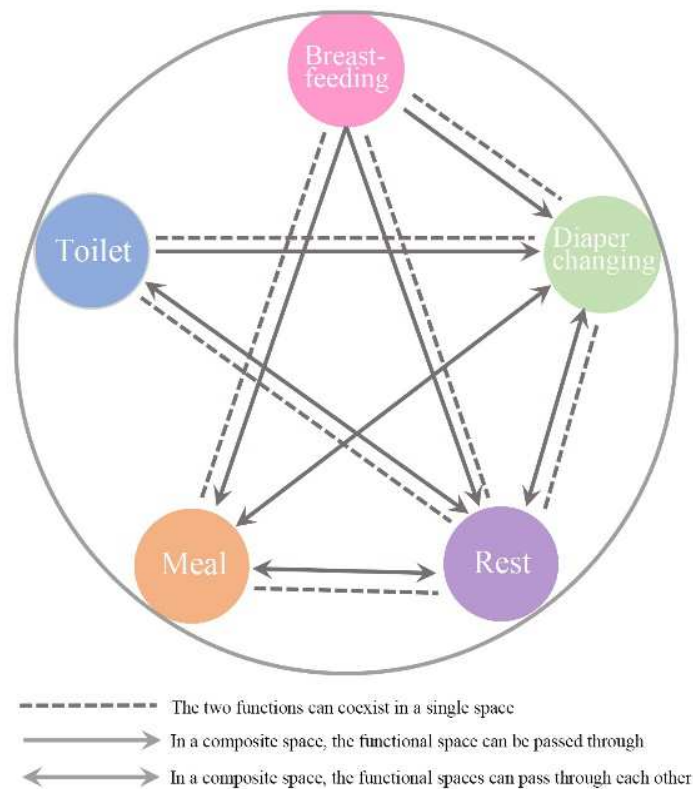 Breast-
feeding
Toilet
Diaper
changing
Meal
Rest
The two functions can coexist in a single space
In a composite space, the functional space can be passed through
In a composite space, the functional spaces can pass through each other